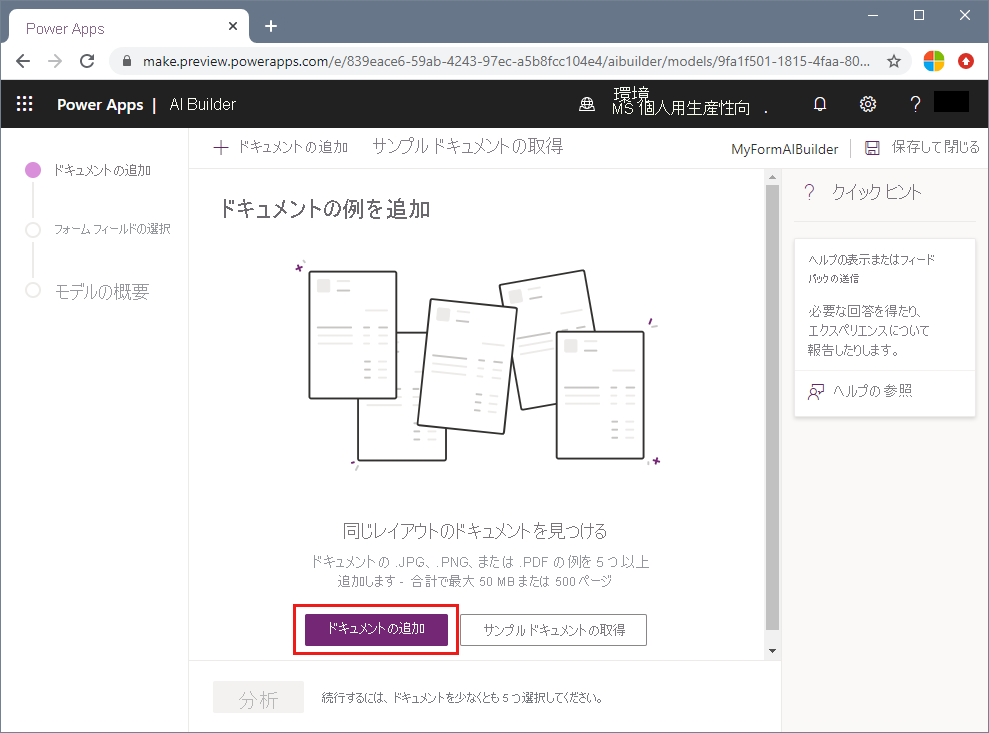 Power Apps
make.preview.powerapps.com/e/839eace6-59ab-4243-97ec-a5b8fcc104e4/aibuilder/models/9fa1f501-1815-4faa-80...
Power Apps | AI Builder
環境
MS 個人用生産性向 .
?
ドキュメントの追加
フォーム フィールドの選択
モデルの概要
+ ドキュメントの追加 サンプル ドキュメントの取得
MyFormAIBuilder
保存して閉じる
ドキュメントの例を追加
同じレイアウトのドキュメントを見つける
ドキュメントの .JPG、.PNG、または .PDF の例を 5 つ以上
追加します - 合計で最大 50 MB または 500 ページ
ドキュメントの追加
サンプル ドキュメントの取得
分析
続行するには、ドキュメントを少なくとも 5 つ選択してください。
? クイック ヒント
ヘルプの表示またはフィード
バックの送信
必要な回答を得たり、
エクスペリエンスについて
報告したりします。
ヘルプの参照